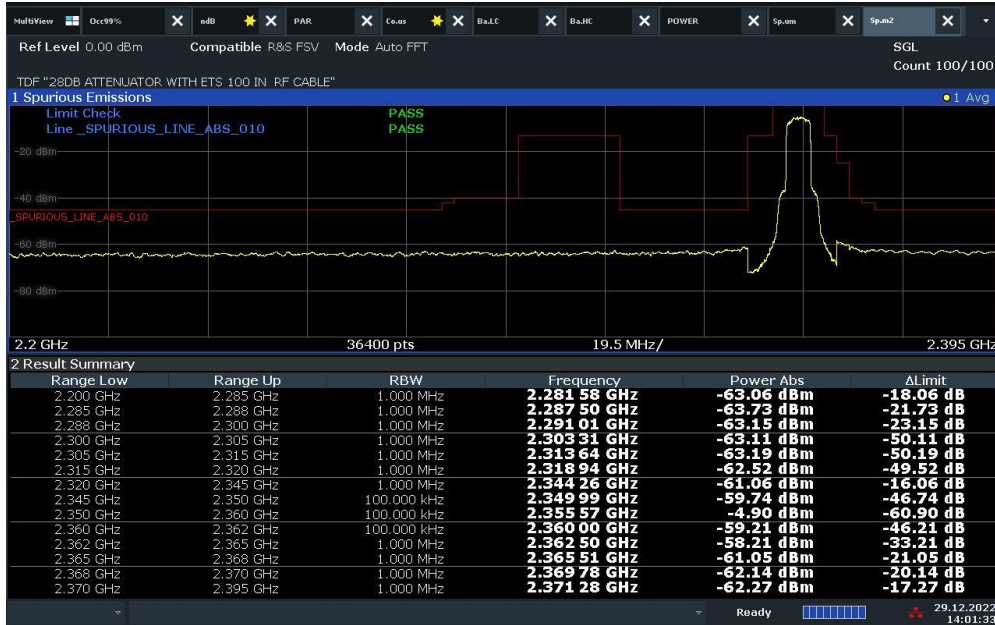 MultiView Occ99% ndB PAR Co.us Ba.LC Ba.HC POWER Sp.um Sp.m2
Ref Level 0.00 dBm Compatible R&S FSV Mode Auto FFT SGL
Count 100/100
TDF "28DB ATTENUATOR WITH ETS 100 IN RF CABLE"
1 Spurious Emissions 1 Avg
Limit Check PASS
Line _SPURIOUS_LINE_ABS_010 PASS
-20 dBm
-40 dBm
_SPURIOUS_LINE_ABS_010
-60 dBm
-80 dBm
2.2 GHz 36400 pts 19.5 MHz/ 2.395 GHz
2 Result Summary
Range Low Range Up RBW Frequency Power Abs ΔLimit
2.200 GHz 2.285 GHz 1.000 MHz 2.281 58 GHz -63.06 dBm -18.06 dB
2.285 GHz 2.288 GHz 1.000 MHz 2.287 50 GHz -63.73 dBm -21.73 dB
2.288 GHz 2.300 GHz 1.000 MHz 2.291 01 GHz -63.15 dBm -23.15 dB
2.300 GHz 2.305 GHz 1.000 MHz 2.303 31 GHz -63.11 dBm -50.11 dB
2.305 GHz 2.315 GHz 1.000 MHz 2.313 64 GHz -63.19 dBm -50.19 dB
2.315 GHz 2.320 GHz 1.000 MHz 2.318 94 GHz -62.52 dBm -49.52 dB
2.320 GHz 2.345 GHz 1.000 MHz 2.344 26 GHz -61.06 dBm -16.06 dB
2.345 GHz 2.350 GHz 100.000 kHz 2.349 99 GHz -59.74 dBm -46.74 dB
2.350 GHz 2.360 GHz 100.000 kHz 2.355 57 GHz -4.90 dBm -60.90 dB
2.360 GHz 2.362 GHz 100.000 kHz 2.360 00 GHz -59.21 dBm -46.21 dB
2.362 GHz 2.365 GHz 1.000 MHz 2.362 50 GHz -58.21 dBm -33.21 dB
2.365 GHz 2.368 GHz 1.000 MHz 2.365 51 GHz -61.05 dBm -21.05 dB
2.368 GHz 2.370 GHz 1.000 MHz 2.369 78 GHz -62.14 dBm -20.14 dB
2.370 GHz 2.395 GHz 1.000 MHz 2.371 28 GHz -62.27 dBm -17.27 dB
Ready 29.12.2022
14:01:33